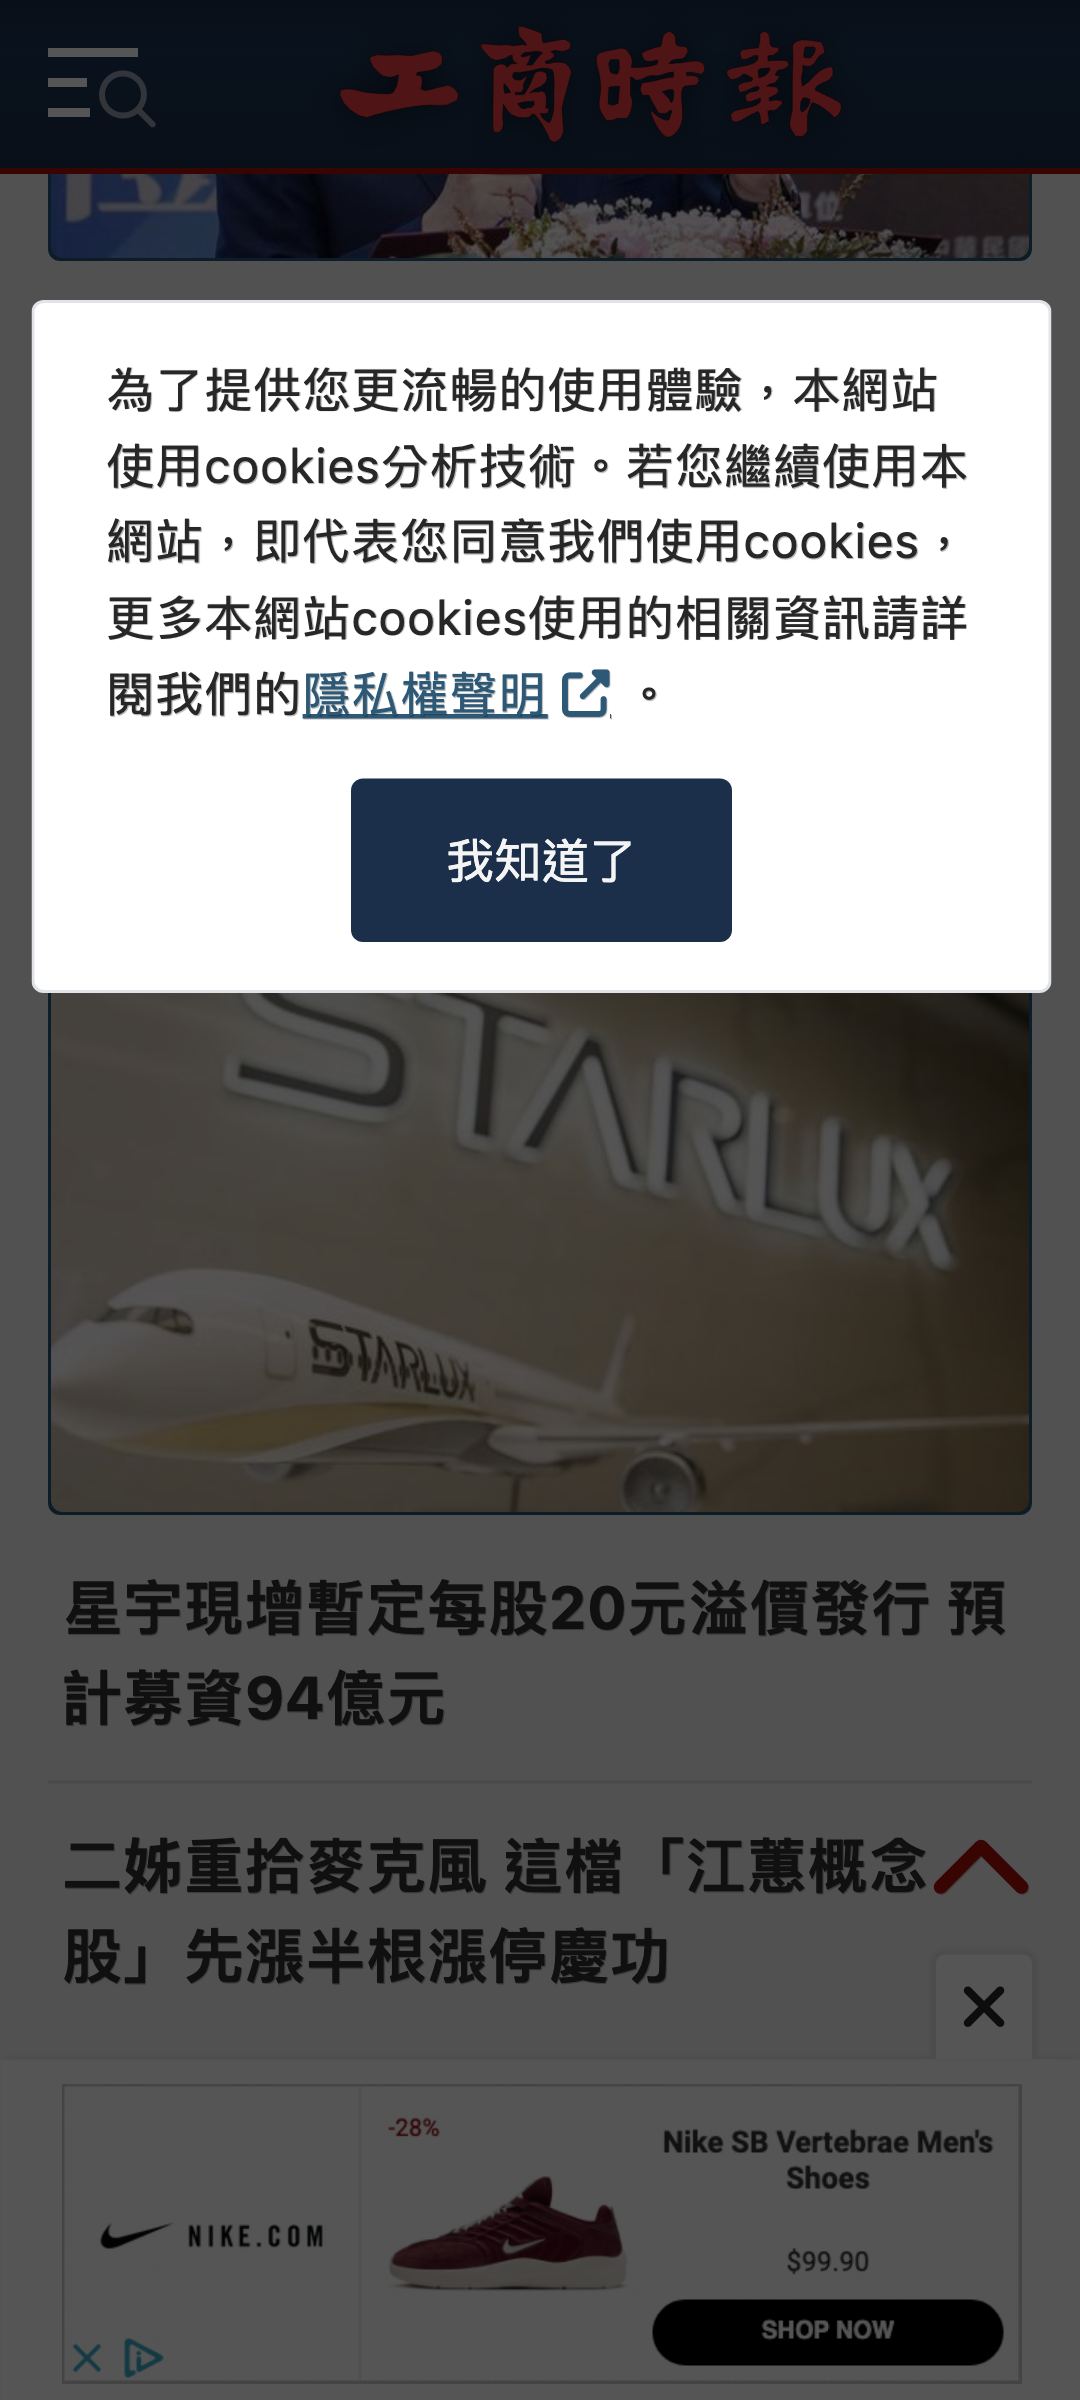 工商時報
單位
中華民國
為了提供您更流暢的使用體驗，本網站
使用cookies分析技術。若您繼續使用本
網站，即代表您同意我們使用cookies，
更多本網站cookies使用的相關資訊請詳
閱我們的隱私權聲明 。
我知道了
STARLUX
STARLUX
星宇現增暫定每股20元溢價發行 預
計募資94億元
二姊重拾麥克風 這檔「江蕙概念
股」先漲半根漲停慶功
-28%
Nike SB Vertebrae Men's
Shoes
NIKE.COM
$99.90
SHOP NOW